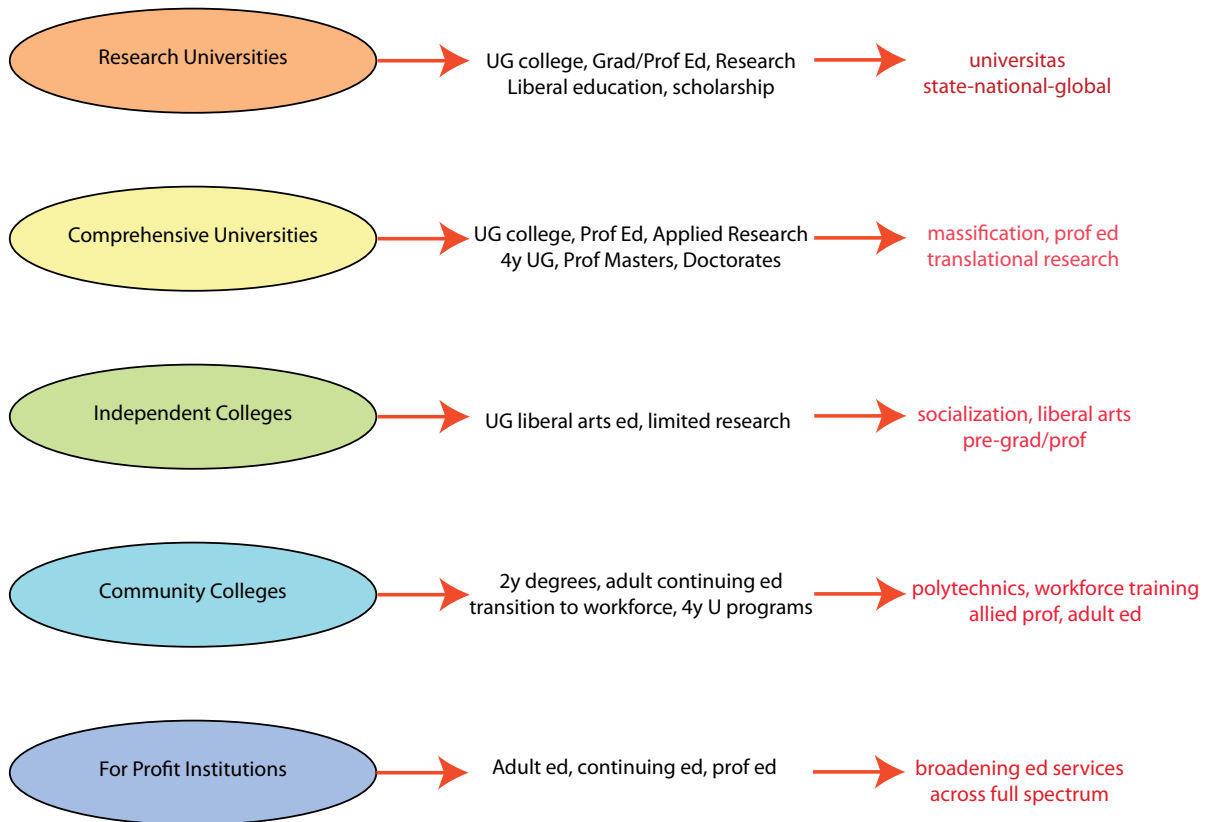 Research Universities
UG college, Grad/Prof Ed, Research
Liberal education, scholarship
universitas
state-national-global
Comprehensive Universities
UG college, Prof Ed, Applied Research
4y UG, Prof Masters, Doctorates
massification, prof ed
translational research
Independent Colleges
UG liberal arts ed, limited research
socialization, liberal arts
pre-grad/prof
Community Colleges
2y degrees, adult continuing ed
transition to workforce, 4y U programs
polytechnics, workforce training
allied prof, adult ed
For Profit Institutions
Adult ed, continuing ed, prof ed
broadening ed services
across full spectrum